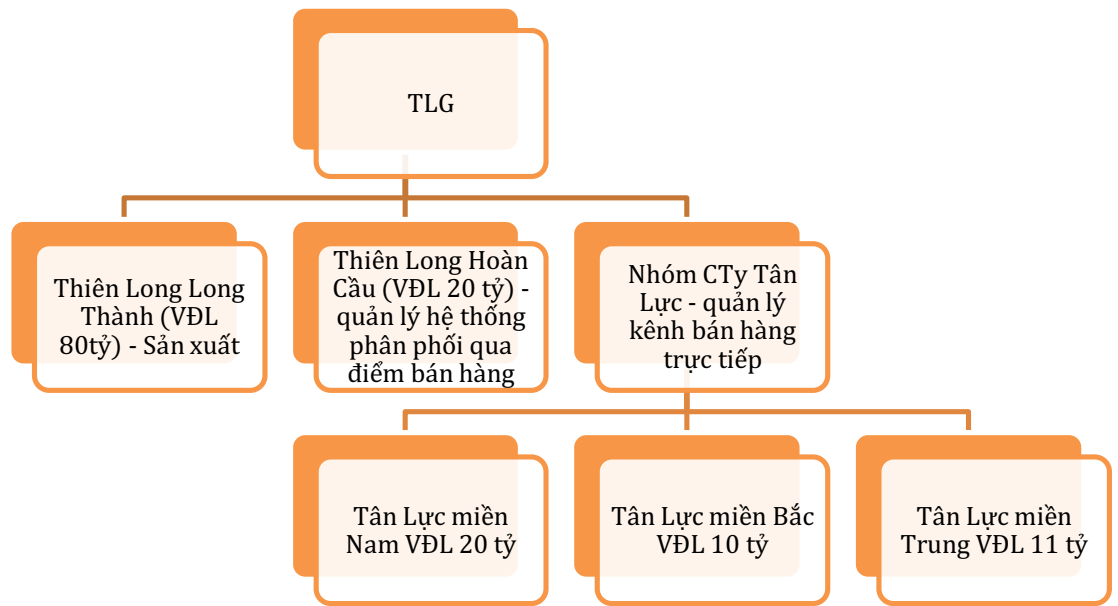 TLG
Thiên Long Long
Thành (VĐL
80tỷ) - Sản xuất
Thiên Long Hoàn
Cầu (VĐL 20 tỷ) -
quản lý hệ thống
phân phối qua
điểm bán hàng
Nhóm CTy Tân
Lực - quản lý
kênh bán hàng
trực tiếp
Tân Lực miền
Nam VĐL 20 tỷ
Tân Lực miền Bắc
VĐL 10 tỷ
Tân Lực miền
Trung VĐL 11 tỷ